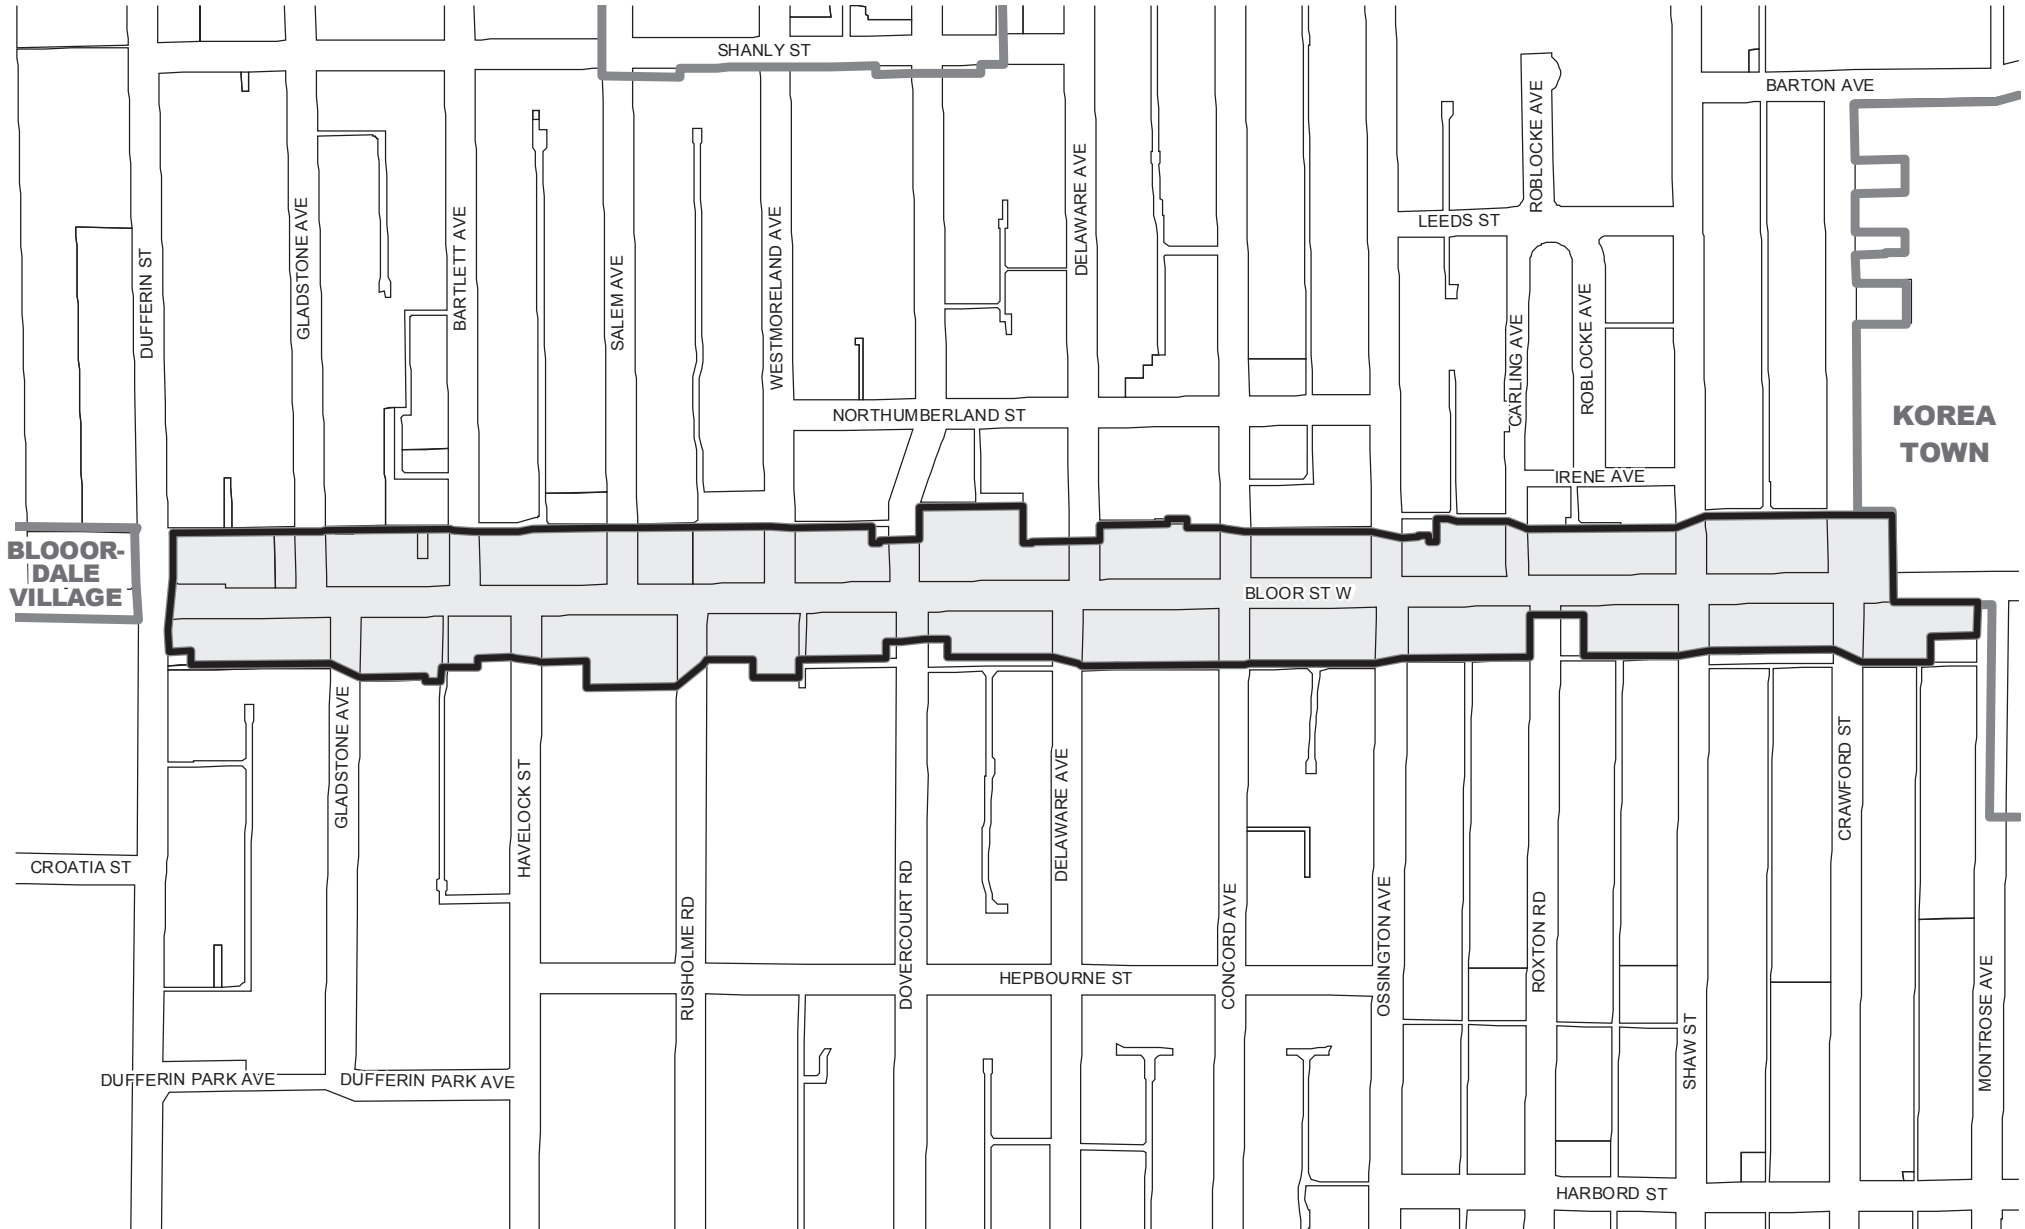 SHANLY ST
BARTON AVE
ROBLOCKE AVE
DELAWARE AVE
LEEDS ST
GLADSTONE AVE
BARTLETT AVE
WESTMORELAND AVE
DUFFERIN ST
SALEM AVE
ROBLOCKE AVE
CARLING AVE
NORTHUMBERLAND ST
KOREA
TOWN
IRENE AVE
BLOOOR-
DALE
VILLAGE
BLOOR ST W
GLADSTONE AVE
HAVELOCK ST
DELAWARE AVE
CRAWFORD ST
CROATIA ST
RUSHOLME RD
DOVERCOURT RD
CONCORD AVE
OSSINGTON AVE
ROXTON RD
HEPBOURNE ST
SHAW ST
MONTROSE AVE
DUFFERIN PARK AVE
DUFFERIN PARK AVE
HARBORD ST